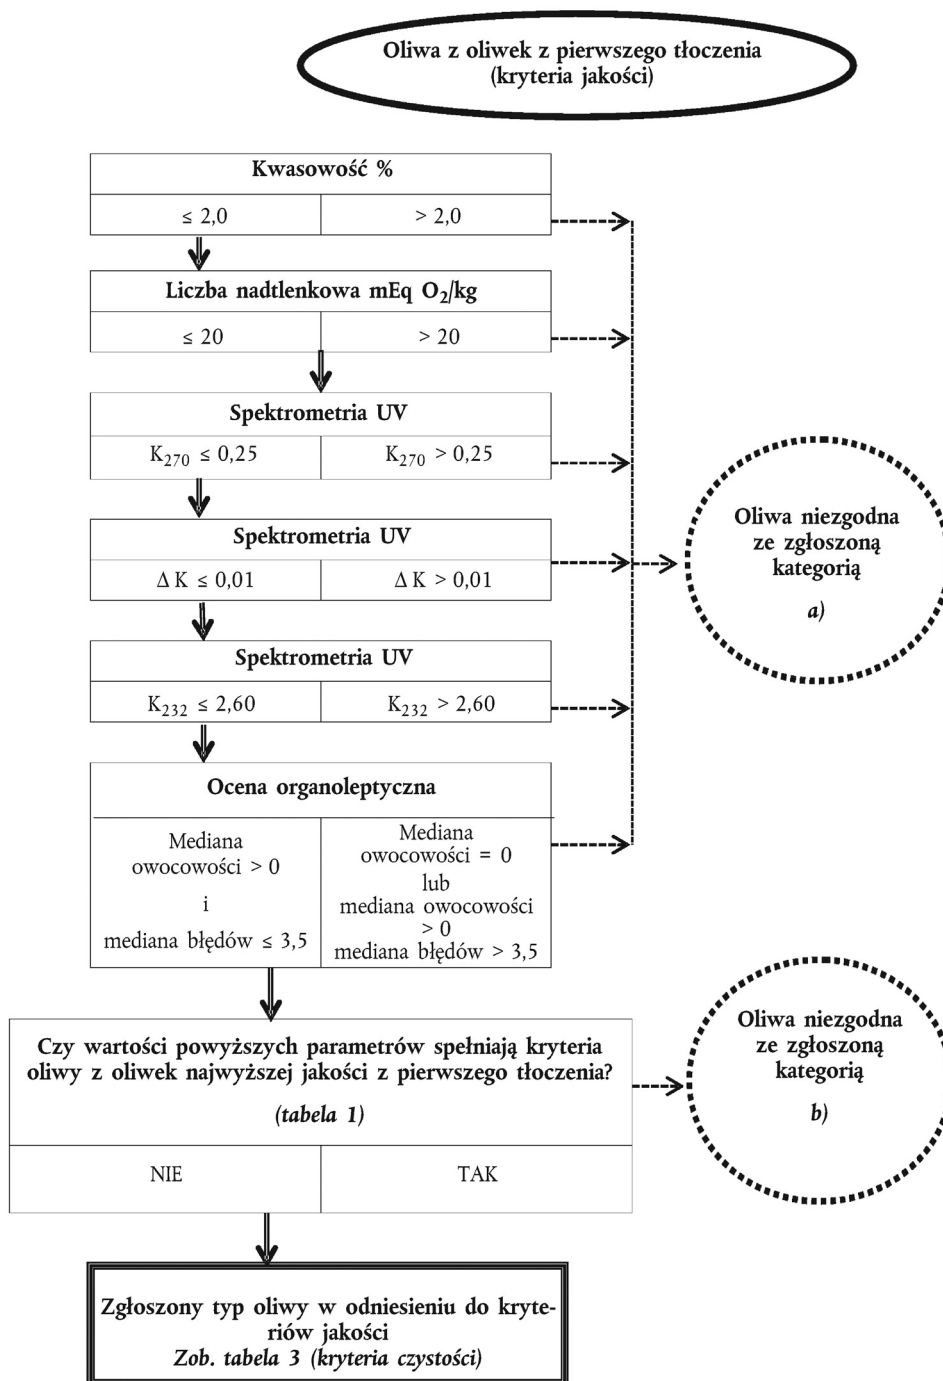 Oliwa z oliwek z pierwszego tłoczenia
(kryteria jakości)
Kwasowość %
≤ 2,0
> 2,0
Liczba nadtlenkowa mEq O₂/kg
≤ 20
> 20
Spektrometria UV
K₂₇₀ ≤ 0,25
K₂₇₀ > 0,25
Spektrometria UV
Δ K ≤ 0,01
Δ K > 0,01
Spektrometria UV
K₂₃₂ ≤ 2,60
K₂₃₂ > 2,60
Oliwa niezgodna
ze zgłoszoną
kategorią
a)
Ocena organoleptyczna
Mediana
owocowości > 0
i
mediana błędów ≤ 3,5
Mediana
owocowości = 0
lub
mediana owocowości
> 0
mediana błędów > 3,5
Czy wartości powyższych parametrów spełniają kryteria
oliwy z oliwek najwyższej jakości z pierwszego tłoczenia?
(tabela 1)
NIE
TAK
Oliwa niezgodna
ze zgłoszoną
kategorią
b)
Zgłoszony typ oliwy w odniesieniu do kryte-
riów jakości
Zob. tabela 3 (kryteria czystości)